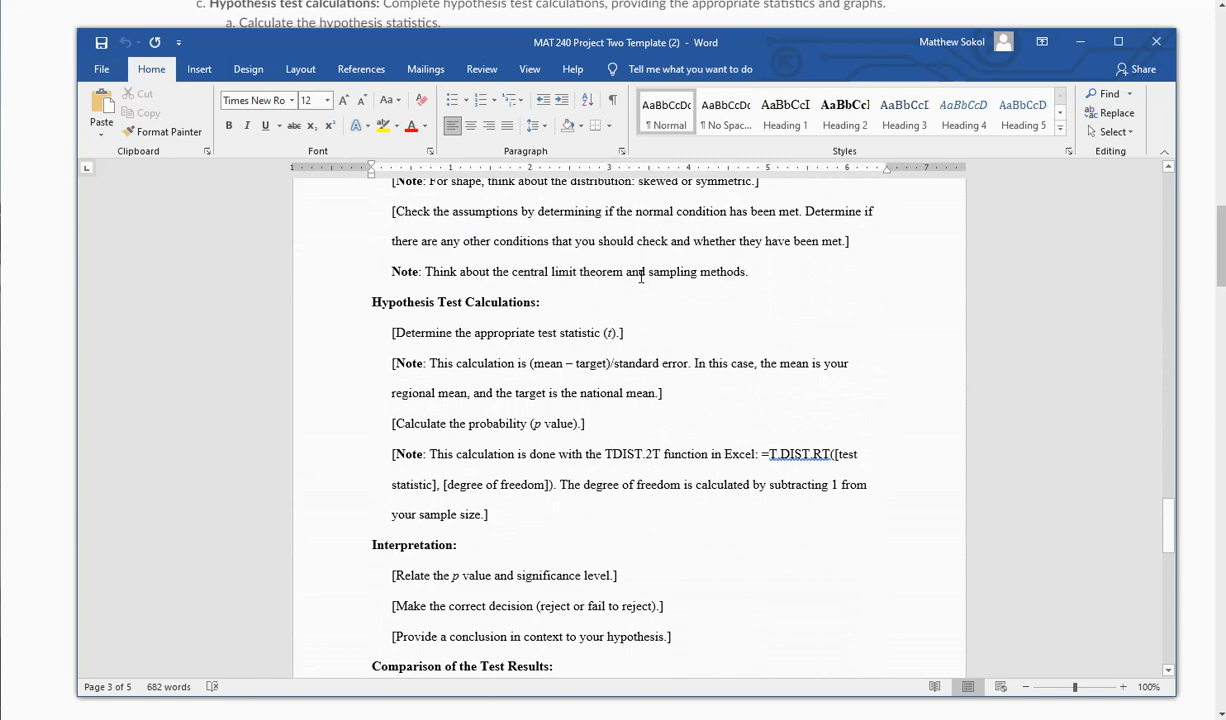 c. Hypothesis test calculations: Complete hypothesis test calculations, providing the appropriate statistics and graphs.
a. Calculate the hypothesis statistics.
MAT 240 Project Two Template (2) - Word
Matthew Sokol
File Home Insert Design Layout References Mailings Review View Help Tell me what you want to do Share
Paste
Cut
Copy
Format Painter
Clipboard
Times New Ro 12
Font
Paragraph
AaBbCcDc AaBbCcDc AaBbCcI AaBbCcI AaBbCcDc AaBbCcD AaBbCcDc
¶ Normal ¶ No Spac... Heading 1 Heading 2 Heading 3 Heading 4 Heading 5
Styles
Find
Replace
Select
Editing
1 1 2 3 4 5 6 7
[Note: For shape, think about the distribution: skewed or symmetric.]
[Check the assumptions by determining if the normal condition has been met. Determine if
there are any other conditions that you should check and whether they have been met.]
Note: Think about the central limit theorem and sampling methods.
Hypothesis Test Calculations:
[Determine the appropriate test statistic (t).]
[Note: This calculation is (mean – target)/standard error. In this case, the mean is your
regional mean, and the target is the national mean.]
[Calculate the probability (p value).]
[Note: This calculation is done with the TDIST.2T function in Excel: =T.DIST.RT([test
statistic], [degree of freedom]). The degree of freedom is calculated by subtracting 1 from
your sample size.]
Interpretation:
[Relate the p value and significance level.]
[Make the correct decision (reject or fail to reject).]
[Provide a conclusion in context to your hypothesis.]
Comparison of the Test Results:
Page 3 of 5 682 words 100%